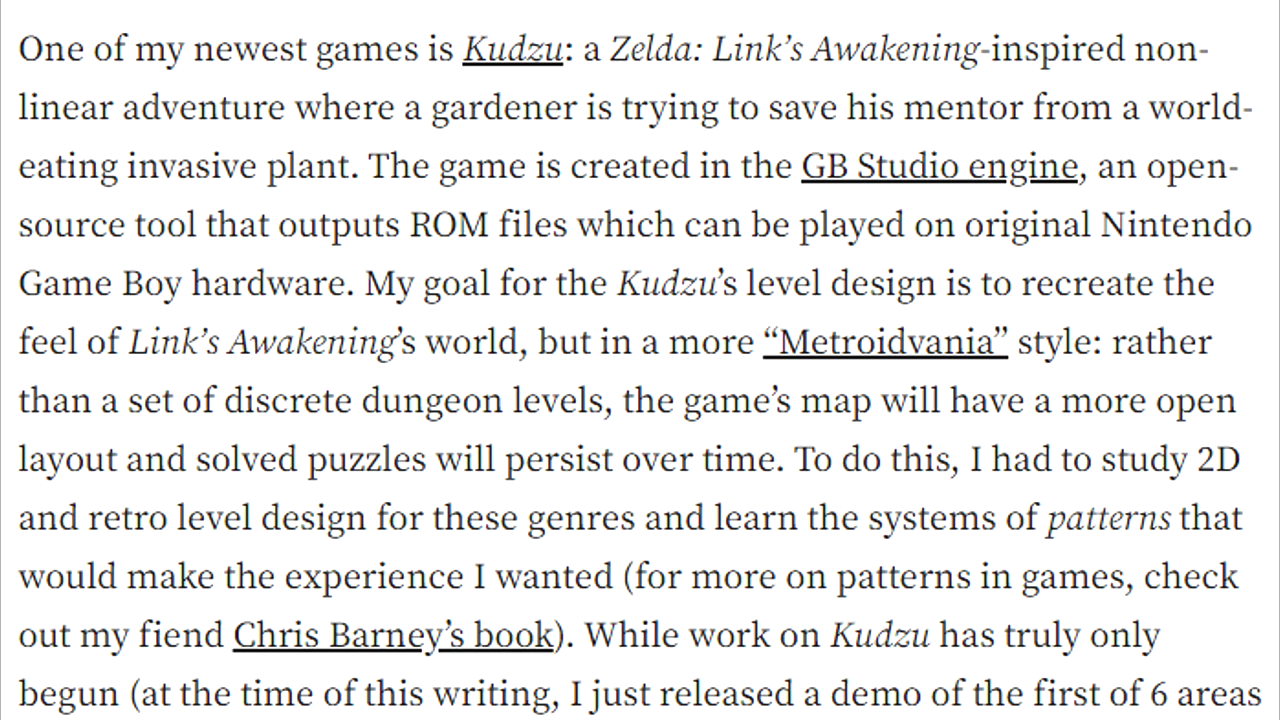 One of my newest games is Kudzu: a Zelda: Link’s Awakening-inspired non-
linear adventure where a gardener is trying to save his mentor from a world-
eating invasive plant. The game is created in the GB Studio engine, an open-
source tool that outputs ROM files which can be played on original Nintendo
Game Boy hardware. My goal for the Kudzu’s level design is to recreate the
feel of Link’s Awakening’s world, but in a more “Metroidvania” style: rather
than a set of discrete dungeon levels, the game’s map will have a more open
layout and solved puzzles will persist over time. To do this, I had to study 2D
and retro level design for these genres and learn the systems of patterns that
would make the experience I wanted (for more on patterns in games, check
out my fiend Chris Barney’s book). While work on Kudzu has truly only
begun (at the time of this writing, I just released a demo of the first of 6 areas